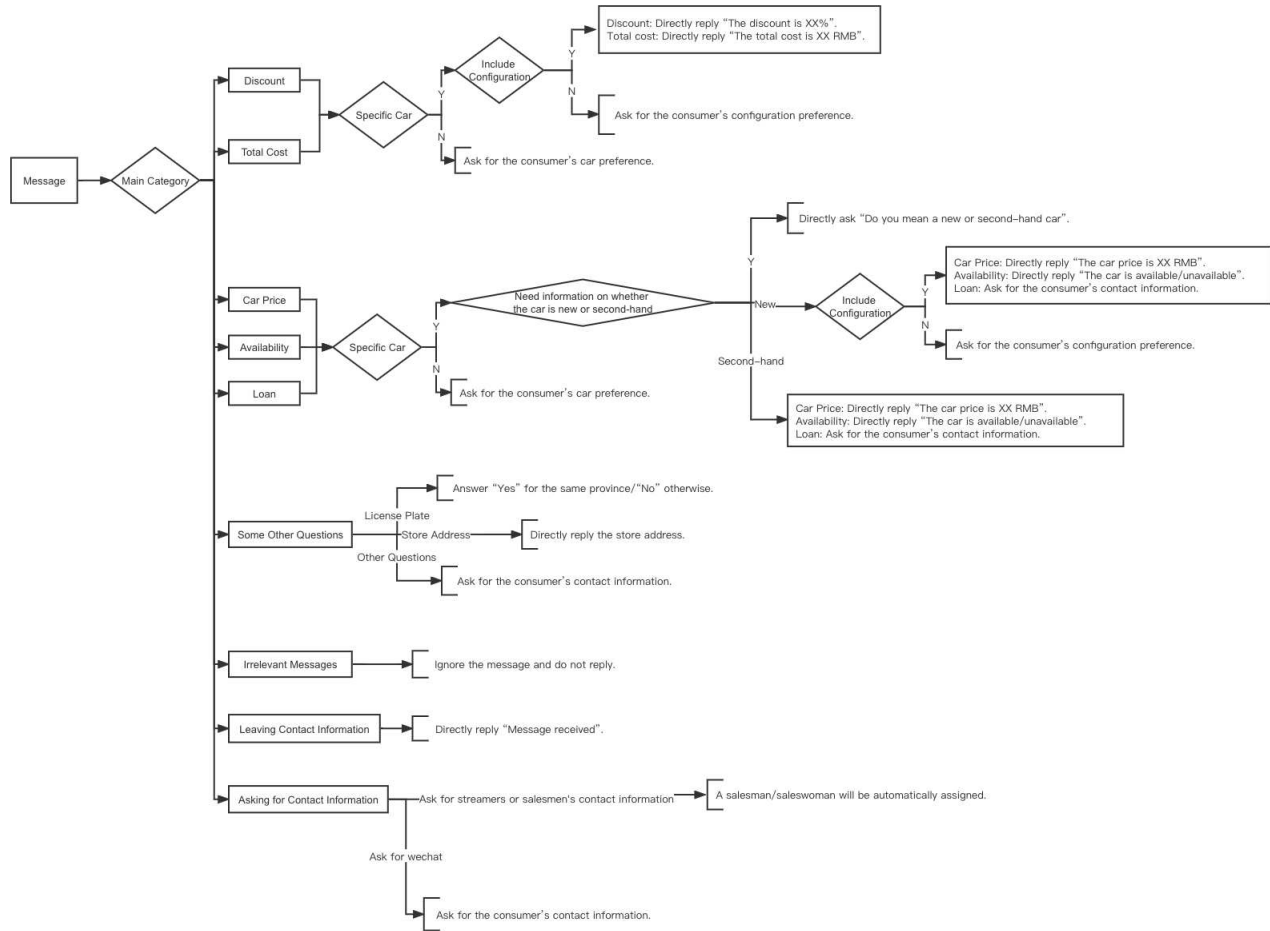 Message
Main Category
Discount
Total Cost
Specific Car
Y
N
Include
Configuration
Y
N
Discount: Directly reply “The discount is XX%”.
Total cost: Directly reply “The total cost is XX RMB”.
Ask for the consumer’s configuration preference.
Ask for the consumer’s car preference.
Car Price
Availability
Loan
Specific Car
Y
N
Need information on whether
the car is new or second-hand
Y
New
Second-hand
Directly ask “Do you mean a new or second-hand car”.
Include
Configuration
Y
N
Car Price: Directly reply “The car price is XX RMB”.
Availability: Directly reply “The car is available/unavailable”.
Loan: Ask for the consumer’s contact information.
Ask for the consumer’s configuration preference.
Ask for the consumer’s car preference.
Car Price: Directly reply “The car price is XX RMB”.
Availability: Directly reply “The car is available/unavailable”.
Loan: Ask for the consumer’s contact information.
Some Other Questions
License Plate
Store Address
Other Questions
Answer “Yes” for the same province/“No” otherwise.
Directly reply the store address.
Ask for the consumer’s contact information.
Irrelevant Messages
Ignore the message and do not reply.
Leaving Contact Information
Directly reply “Message received”.
Asking for Contact Information
Ask for streamers or salesmen's contact information
A salesman/saleswoman will be automatically assigned.
Ask for wechat
Ask for the consumer’s contact information.